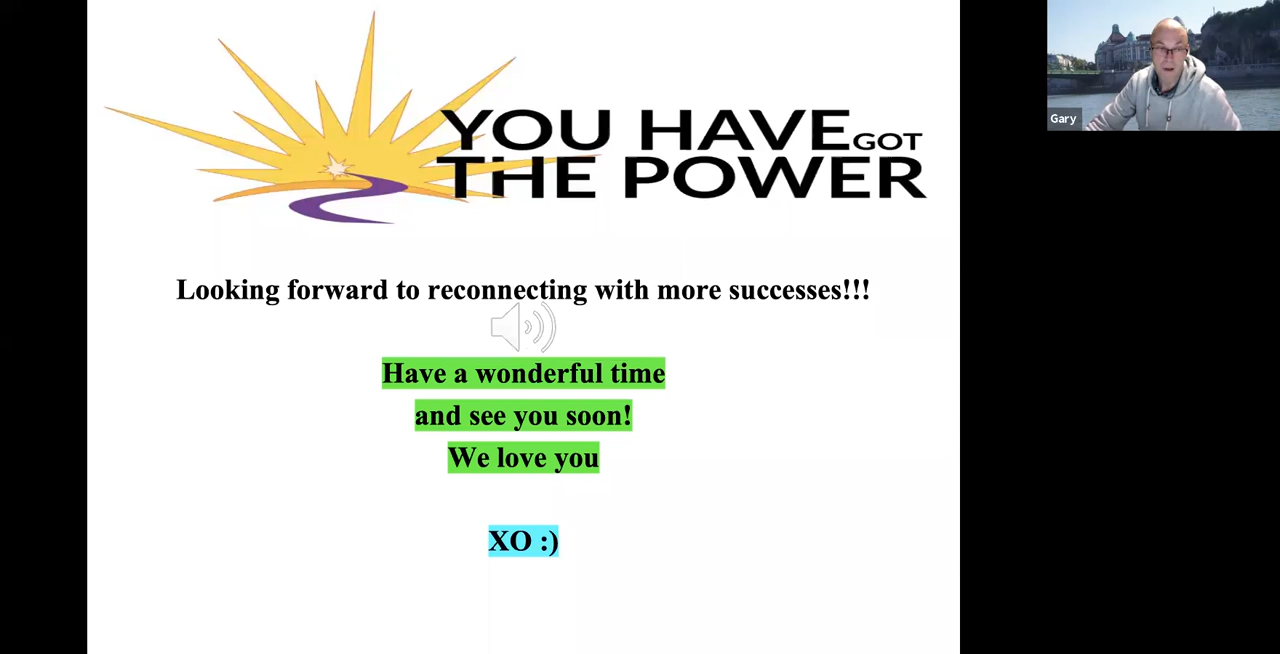 YOU HAVE GOT
THE POWER
Looking forward to reconnecting with more successes!!!
Have a wonderful time
and see you soon!
We love you
XO :)
Gary